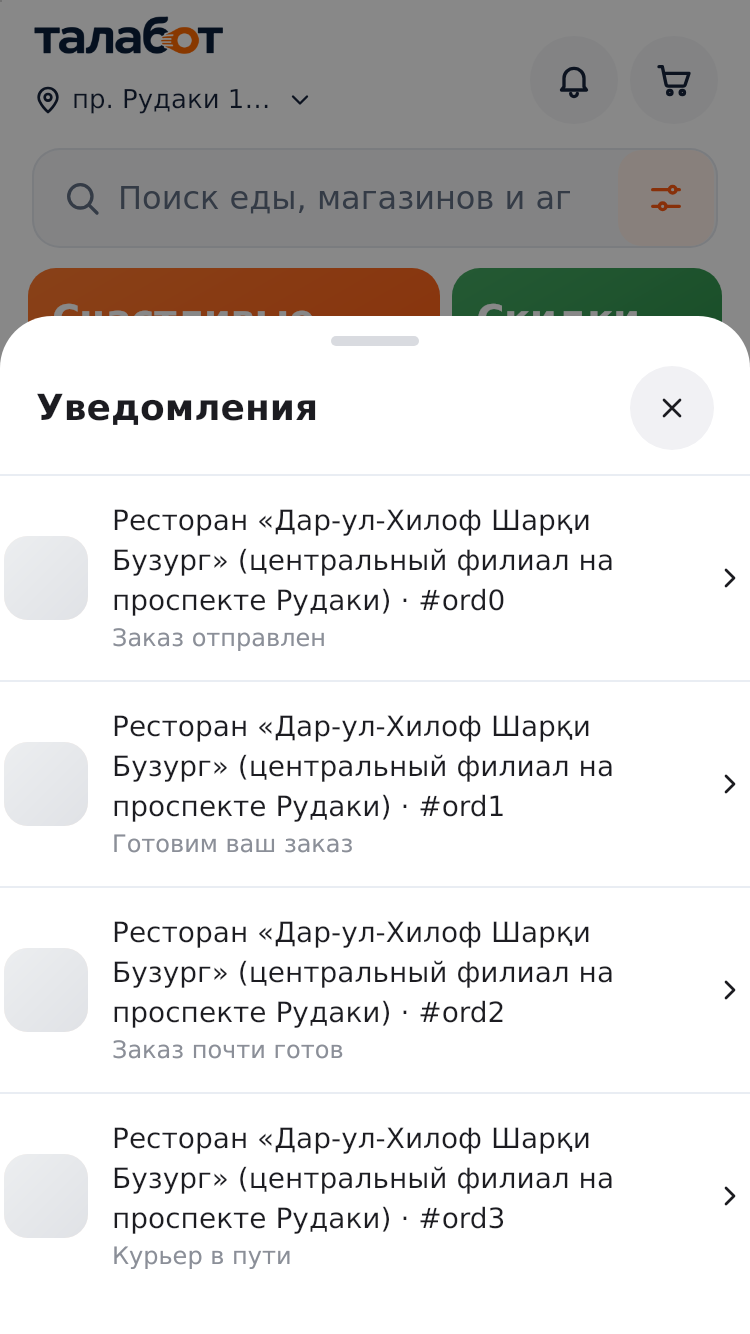 талабот
пр. Рудаки 1...
Поиск еды, магазинов и аг
Счастливые
Скидки
Уведомления
Ресторан «Дар-ул-Хилоф Шарқи
Бузург» (центральный филиал на
проспекте Рудаки) · #ord0
Заказ отправлен
Ресторан «Дар-ул-Хилоф Шарқи
Бузург» (центральный филиал на
проспекте Рудаки) · #ord1
Готовим ваш заказ
Ресторан «Дар-ул-Хилоф Шарқи
Бузург» (центральный филиал на
проспекте Рудаки) · #ord2
Заказ почти готов
Ресторан «Дар-ул-Хилоф Шарқи
Бузург» (центральный филиал на
проспекте Рудаки) · #ord3
Курьер в пути